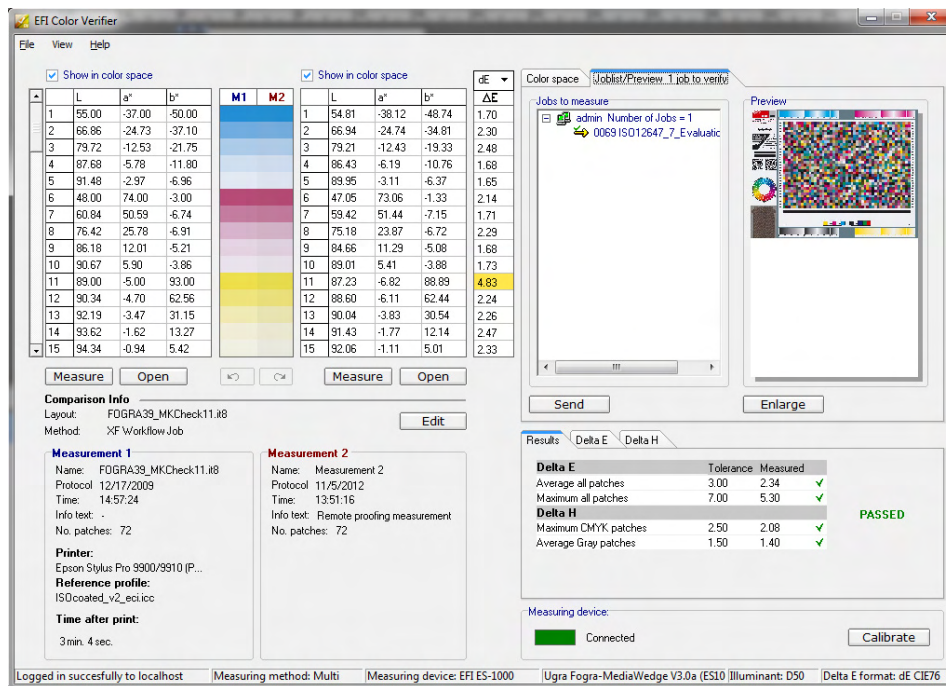 EFI Color Verifier
File View Help
Show in color space
L a* b*
1 55.00 -37.00 -50.00
2 66.86 -24.73 -37.10
3 79.72 -12.53 -21.75
4 87.68 -5.78 -11.80
5 91.48 -2.97 -6.96
6 48.00 74.00 -3.00
7 60.84 50.59 -6.74
8 76.42 25.78 -6.91
9 86.18 12.01 -5.21
10 90.67 5.90 -3.86
11 89.00 -5.00 93.00
12 90.34 -4.70 62.56
13 92.19 -3.47 31.15
14 93.62 -1.62 13.27
15 94.34 -0.94 5.42
M1 M2
Show in color space
L a* b*
1 54.81 -38.12 -48.74
2 66.94 -24.74 -34.81
3 79.21 -12.43 -19.33
4 86.43 -6.19 -10.76
5 89.95 -3.11 -6.37
6 47.05 73.06 -1.33
7 59.42 51.44 -7.15
8 75.18 23.87 -6.72
9 84.66 11.29 -5.08
10 89.01 5.41 -3.88
11 87.23 -6.82 88.89
12 88.60 -6.11 62.44
13 90.04 -3.83 30.54
14 91.43 -1.77 12.14
15 92.06 -1.11 5.01
dE
ΔE
1.70
2.30
2.48
1.68
1.65
2.14
1.71
2.29
1.68
1.73
4.83
2.24
2.26
2.47
2.33
Measure Open Measure Open
Comparison Info
Layout: FOGRA39_MKCheck11.it8
Method: XF Workflow Job
Edit
Measurement 1
Name: FOGRA39_MKCheck11.it8
Protocol 12/17/2009
Time: 14:57:24
Info text: -
No. patches: 72
Printer:
Epson Stylus Pro 9900/9910 (P...
Reference profile:
ISOcoated_v2_eci.icc
Time after print:
3 min. 4 sec.
Measurement 2
Name: Measurement 2
Protocol 11/5/2012
Time: 13:51:16
Info text: Remote proofing measurement
No. patches: 72
Color space Joblist/Preview 1 job to verify
Jobs to measure
admin Number of Jobs = 1
0069 ISO12647_7_Evaluatic
Send
Preview
Enlarge
Results Delta E Delta H
Delta E Tolerance Measured
Average all patches 3.00 2.34
Maximum all patches 7.00 5.30
Delta H
Maximum CMYK patches 2.50 2.08
Average Gray patches 1.50 1.40
PASSED
Measuring device:
Connected
Calibrate
Logged in succesfully to localhost Measuring method: Multi Measuring device: EFI ES-1000 Ugra Fogra-MediaWedge V3.0a (ES10 Illuminant: D50 Delta E format: dE CIE76